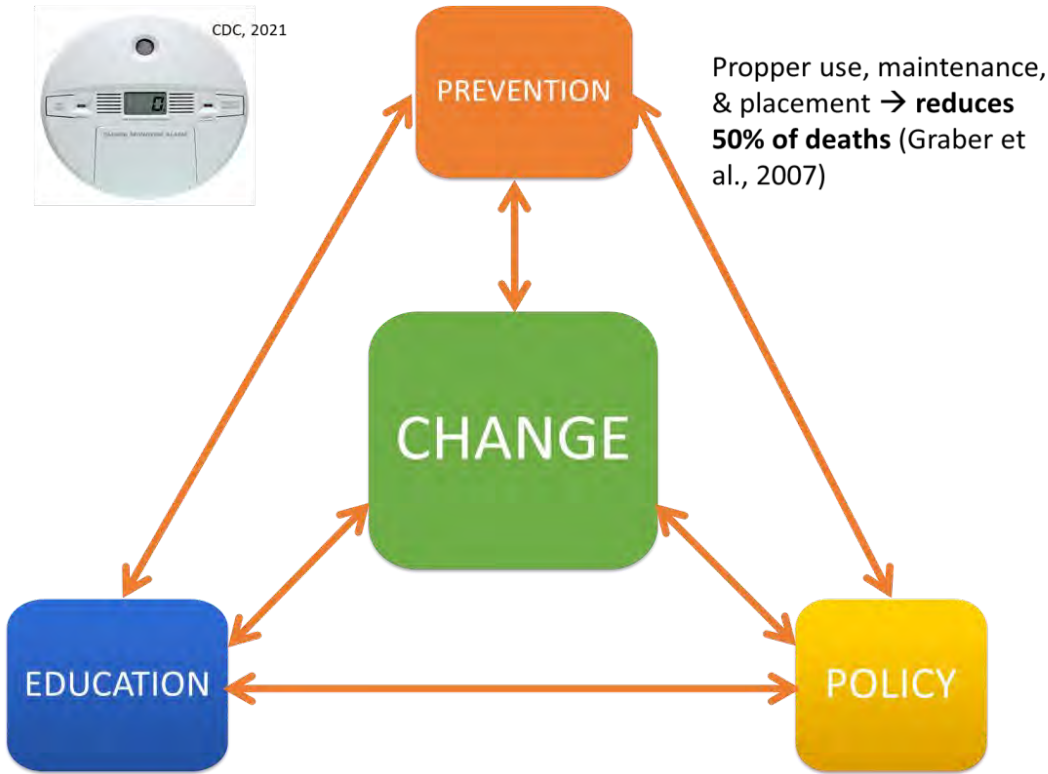 CDC, 2021
PREVENTION
Propper use, maintenance,
& placement → reduces
50% of deaths (Graber et
al., 2007)
CHANGE
EDUCATION
POLICY